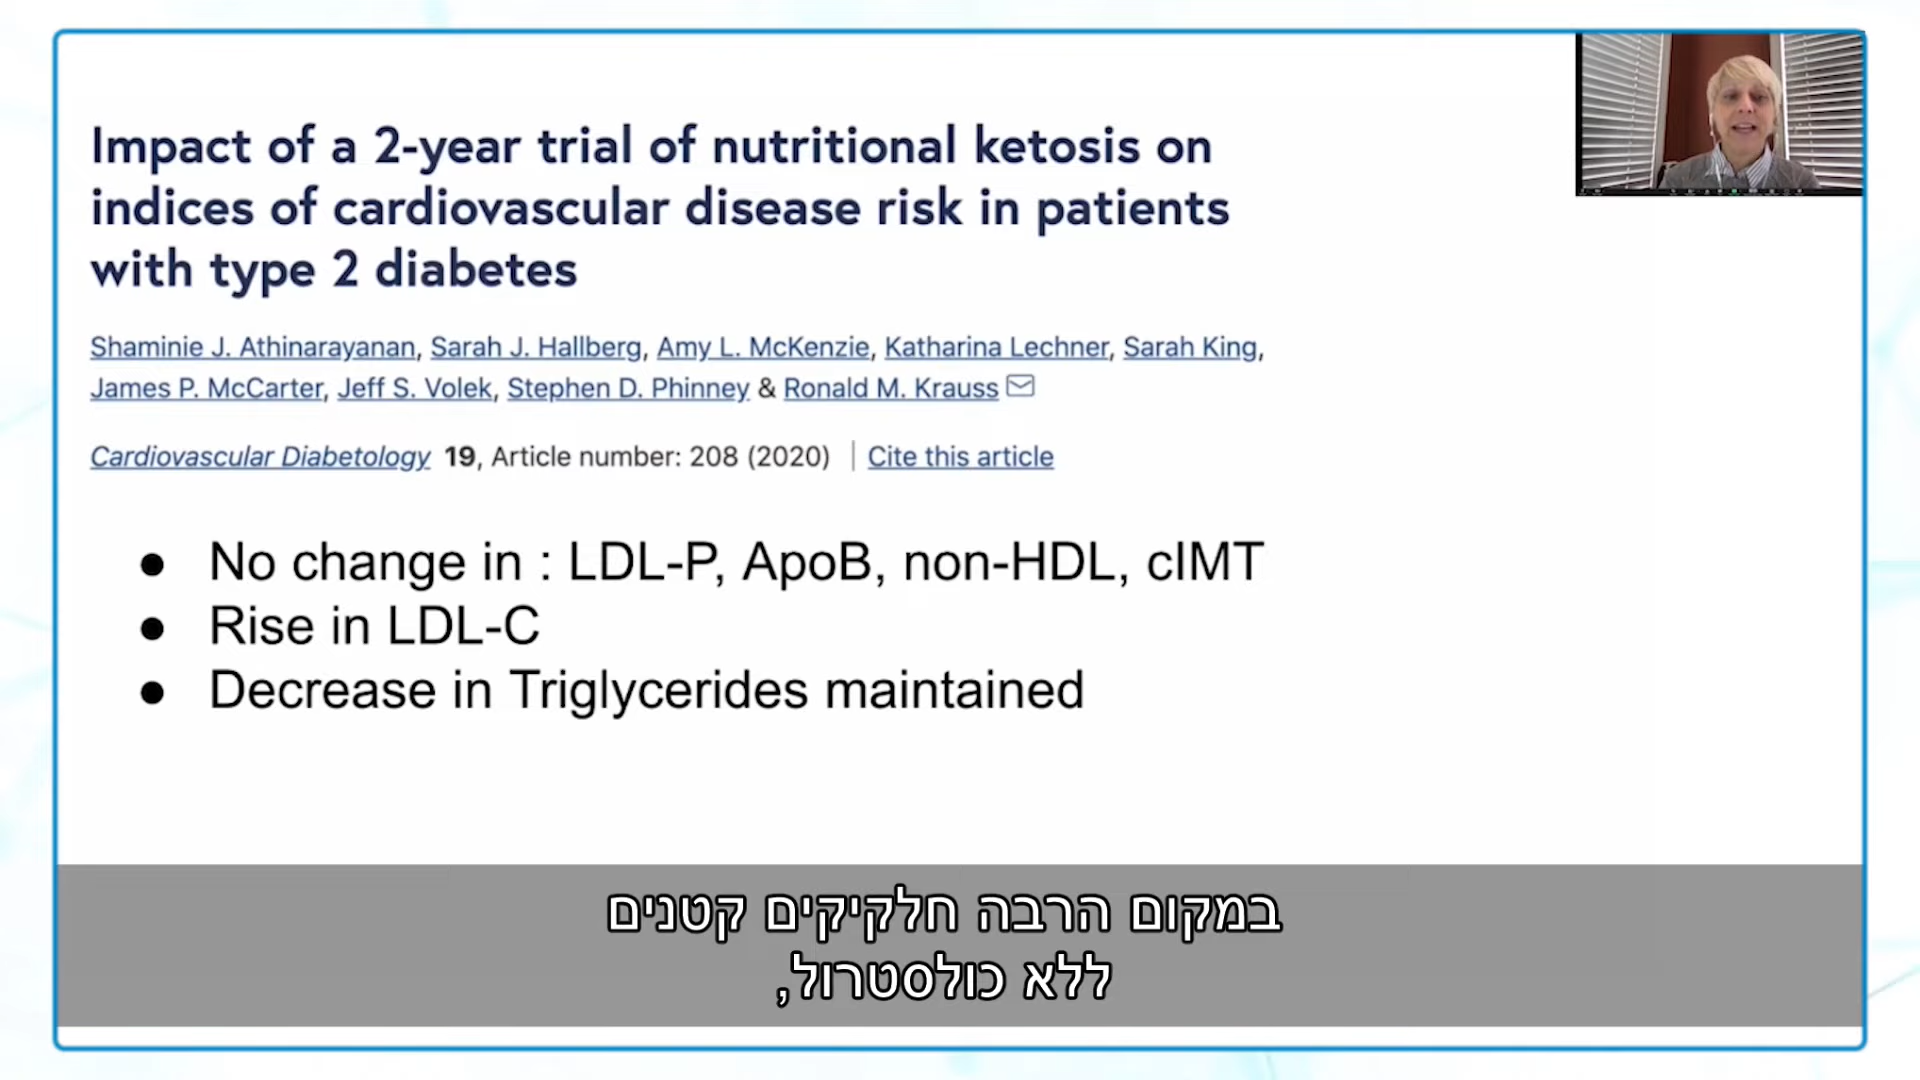 Impact of a 2-year trial of nutritional ketosis on
indices of cardiovascular disease risk in patients
with type 2 diabetes
Shaminie J. Athinarayanan, Sarah J. Hallberg, Amy L. McKenzie, Katharina Lechner, Sarah King,
James P. McCarter, Jeff S. Volek, Stephen D. Phinney & Ronald M. Krauss
Cardiovascular Diabetology 19, Article number: 208 (2020) | Cite this article
● No change in : LDL-P, ApoB, non-HDL, cIMT
● Rise in LDL-C
● Decrease in Triglycerides maintained
במקום הרבה חלקיקים קטנים
ללא כולסטרול,